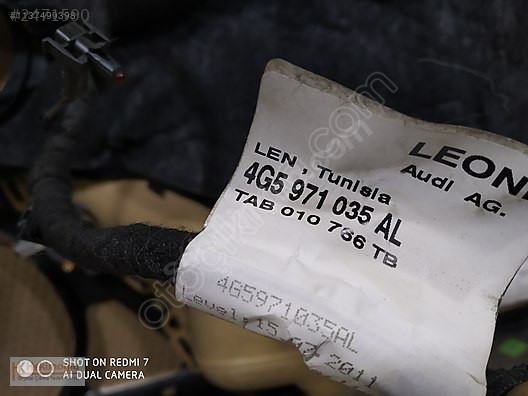 LEONI
Audi AG.
LEN , Tunisia
4G5 971 035 AL
TAB 010 766 TB
4G5971035AL
2011
SHOT ON REDMI 7
AI DUAL CAMERA